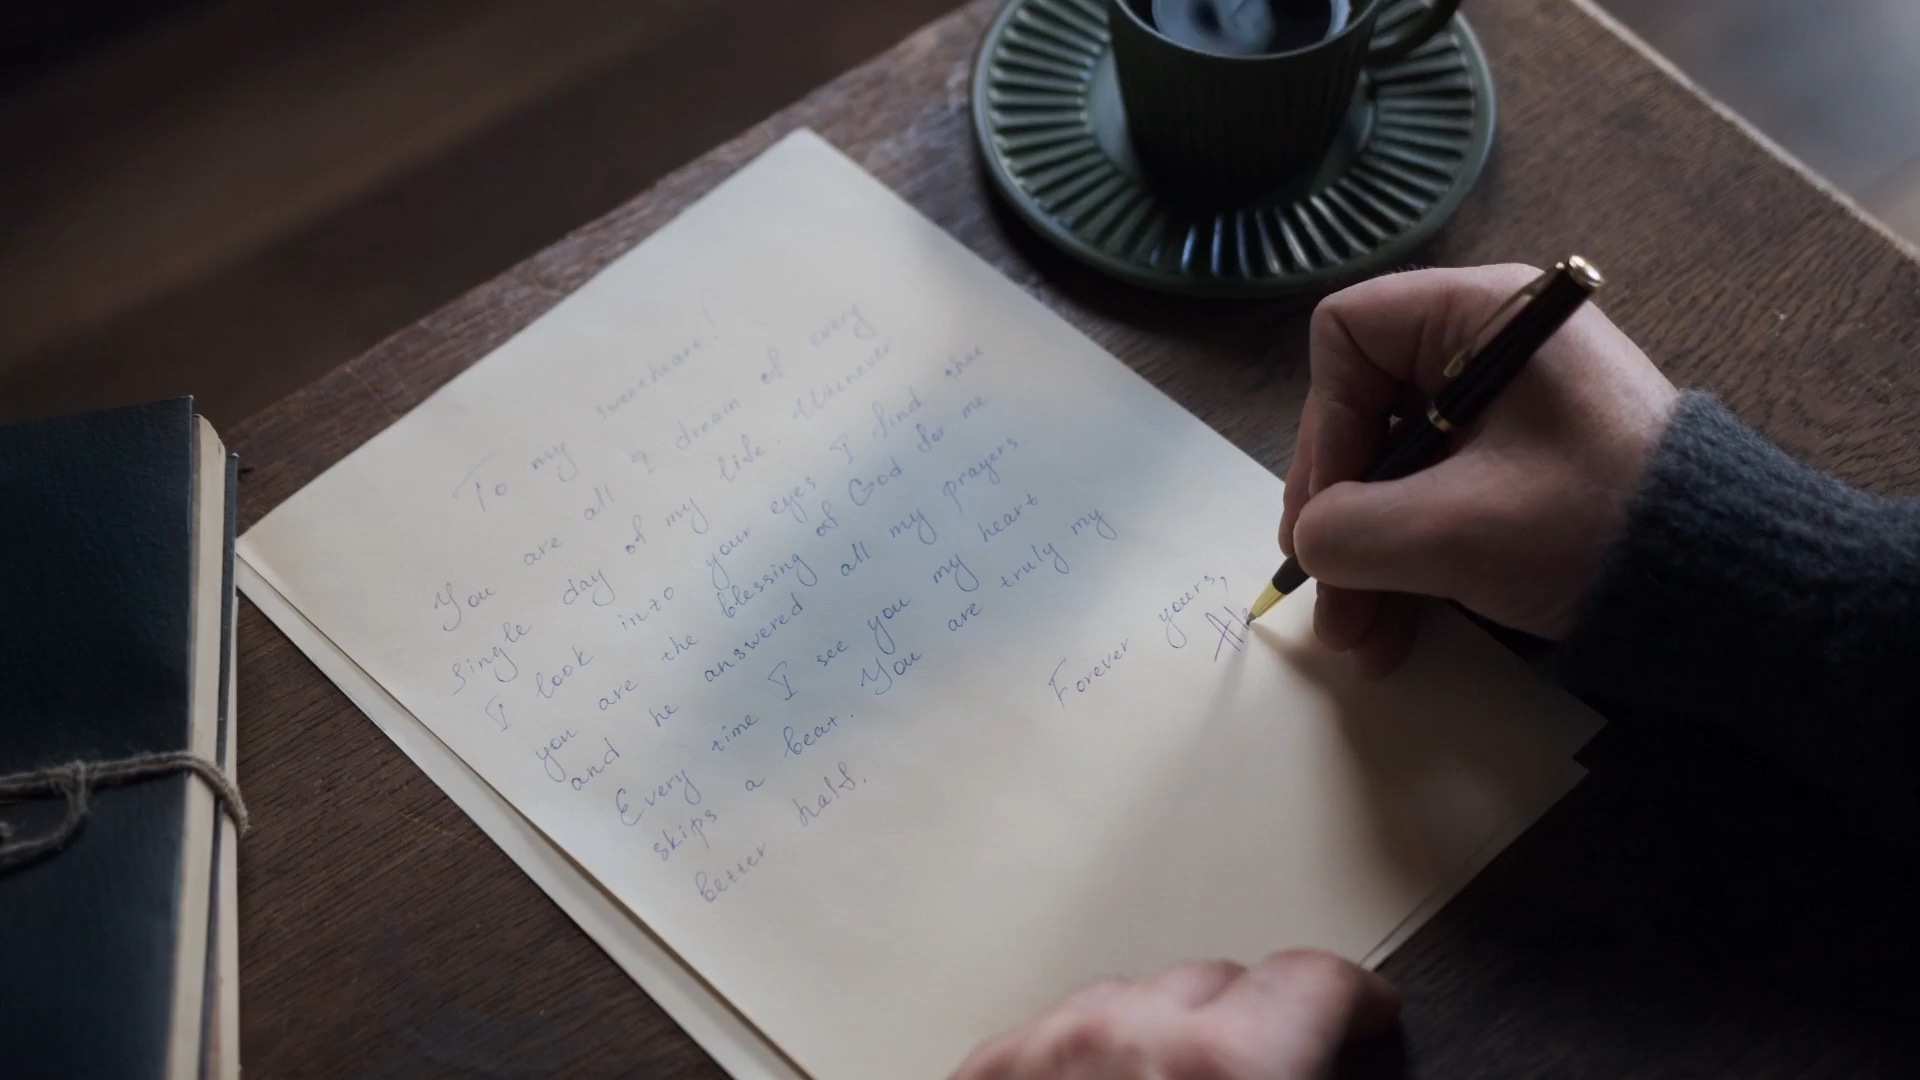 To my sweetheart!
You are all I dream of every
single day of my life. Whenever
I look into your eyes I find that
you are the blessing of God for me
and he answered all my prayers.
Every time I see you my heart
skips a beat. You are truly my
better half.
Forever yours,